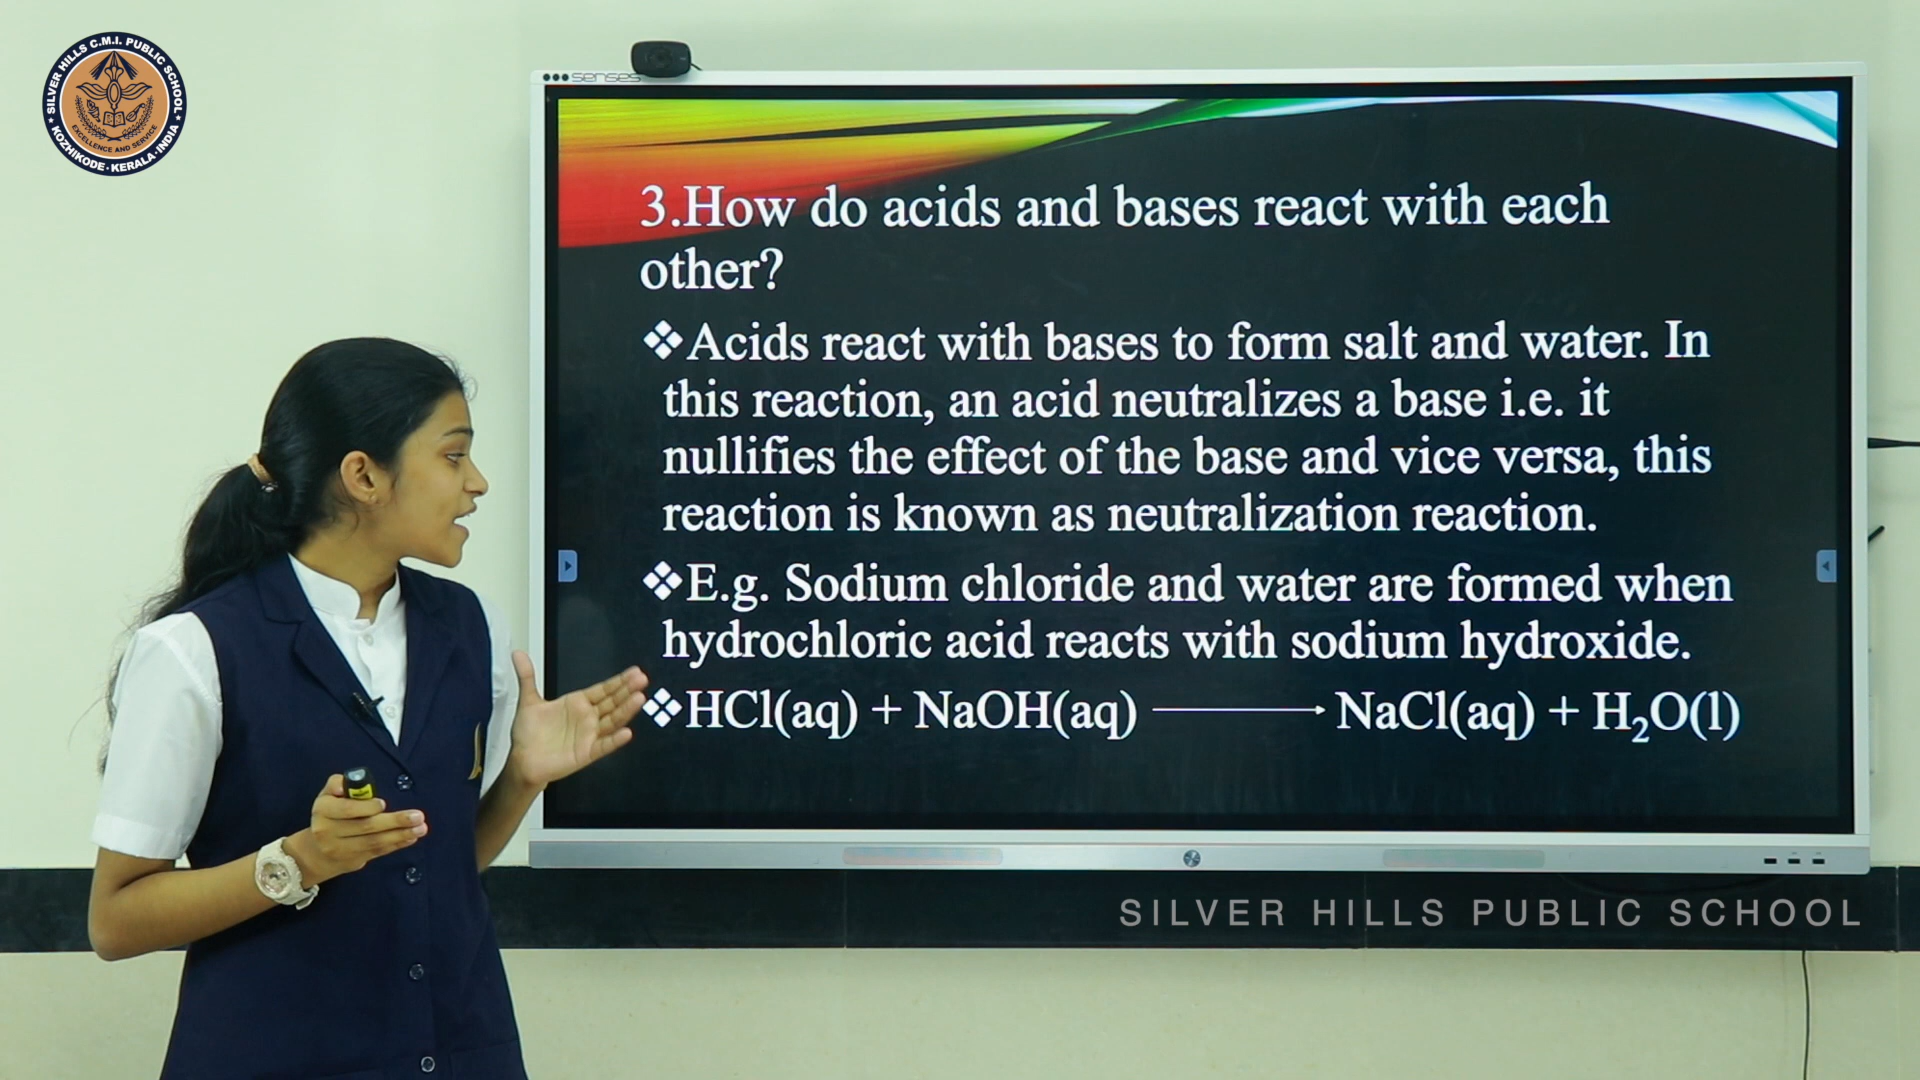 SILVER HILLS C.M.I. PUBLIC SCHOOL
EXCELLENCE AND SERVICE
KOZHIKODE · KERALA · INDIA
senses
3.How do acids and bases react with each
other?
❖Acids react with bases to form salt and water. In
this reaction, an acid neutralizes a base i.e. it
nullifies the effect of the base and vice versa, this
reaction is known as neutralization reaction.
❖E.g. Sodium chloride and water are formed when
hydrochloric acid reacts with sodium hydroxide.
❖HCl(aq) + NaOH(aq) ⟶ NaCl(aq) + H₂O(l)
SILVER HILLS PUBLIC SCHOOL